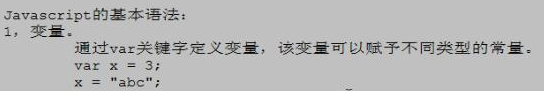 Javascript的基本语法：
1，变量。
通过var关键字定义变量，该变量可以赋予不同类型的常量。
var x = 3;
x = "abc";